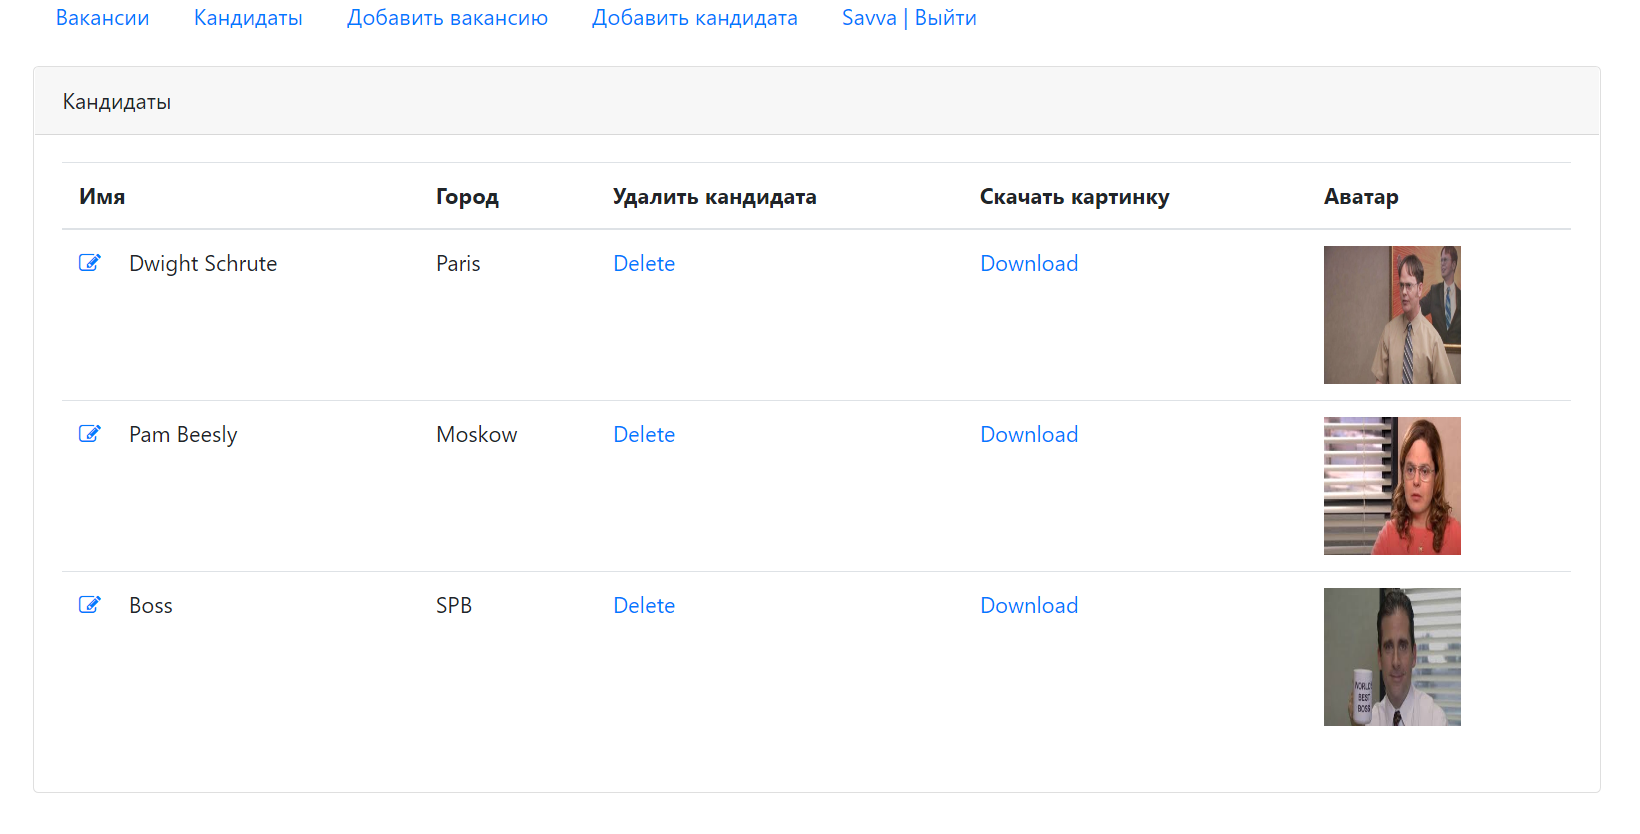 Вакансии Кандидаты Добавить вакансию Добавить кандидата Savva | Выйти
Кандидаты
Имя Город Удалить кандидата Скачать картинку Аватар
Dwight Schrute Paris Delete Download
Pam Beesly Moskow Delete Download
Boss SPB Delete Download
WORLD'S
BEST
BOSS